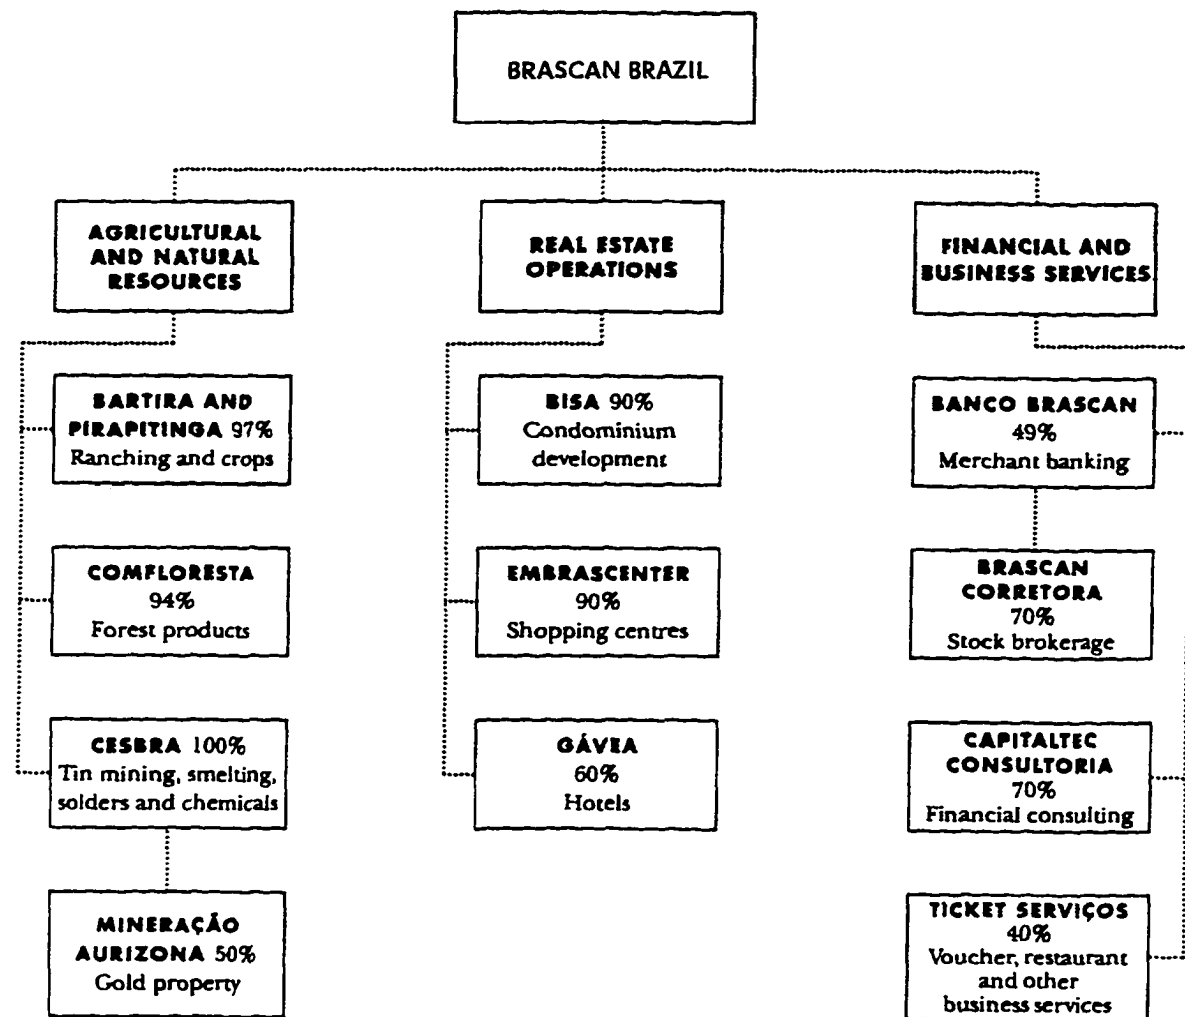 BRASCAN BRAZIL
AGRICULTURAL
AND NATURAL
RESOURCES
REAL ESTATE
OPERATIONS
FINANCIAL AND
BUSINESS SERVICES
BARTIRA AND
PIRAPITINGA 97%
Ranching and crops
BISA 90%
Condominium
development
BANCO BRASCAN
49%
Merchant banking
COMFLORESTA
94%
Forest products
EMBRASCENTER
90%
Shopping centres
BRASCAN
CORRETORA
70%
Stock brokerage
CESBRA 100%
Tin mining, smelting,
solders and chemicals
GÁVEA
60%
Hotels
CAPITALTEC
CONSULTORIA
70%
Financial consulting
MINERAÇÃO
AURIZONA 50%
Gold property
TICKET SERVIÇOS
40%
Voucher, restaurant
and other
business services